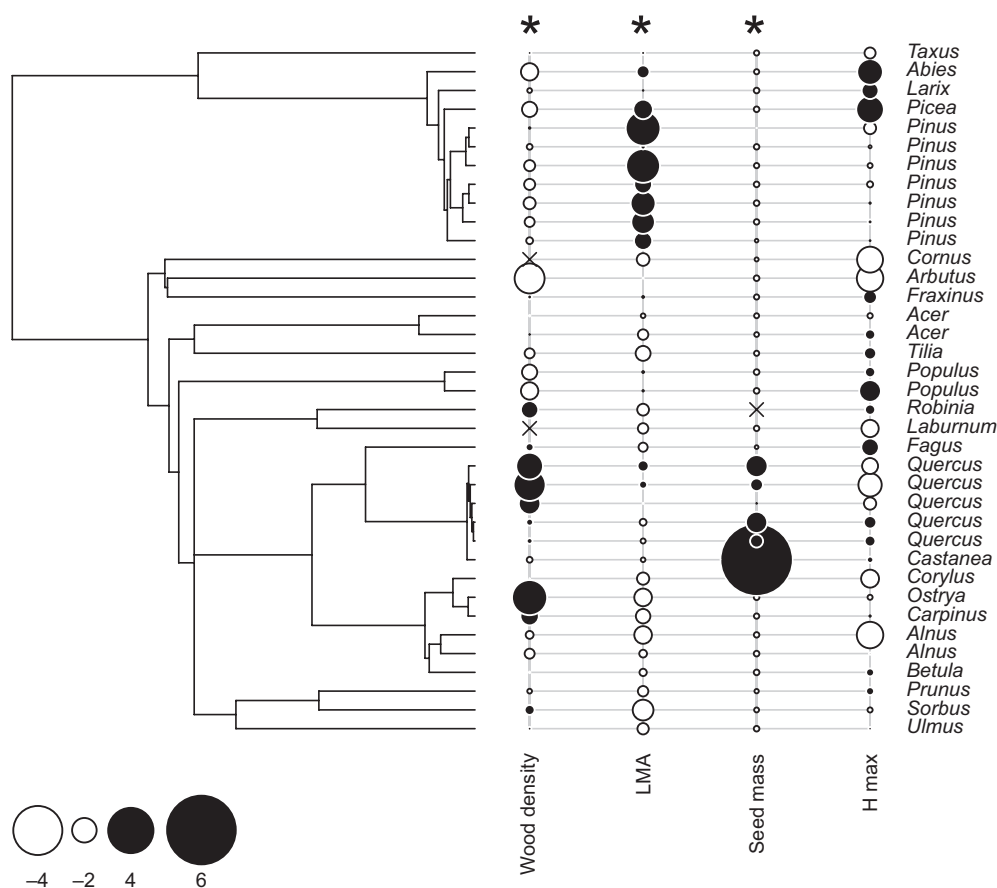 * * *
Taxus
Abies
Larix
Picea
Pinus
Pinus
Pinus
Pinus
Pinus
Pinus
Pinus
Cornus
Arbutus
Fraxinus
Acer
Acer
Tilia
Populus
Populus
Robinia
Laburnum
Fagus
Quercus
Quercus
Quercus
Quercus
Quercus
Castanea
Corylus
Ostrya
Carpinus
Alnus
Alnus
Betula
Prunus
Sorbus
Ulmus
Wood density
LMA
Seed mass
H max
–4 –2 4 6